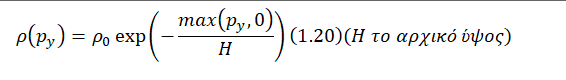 ρ(p_y) = ρ_0 exp(−max(p_y, 0)/H) (1.20)(Η το αρχικό ύψος)